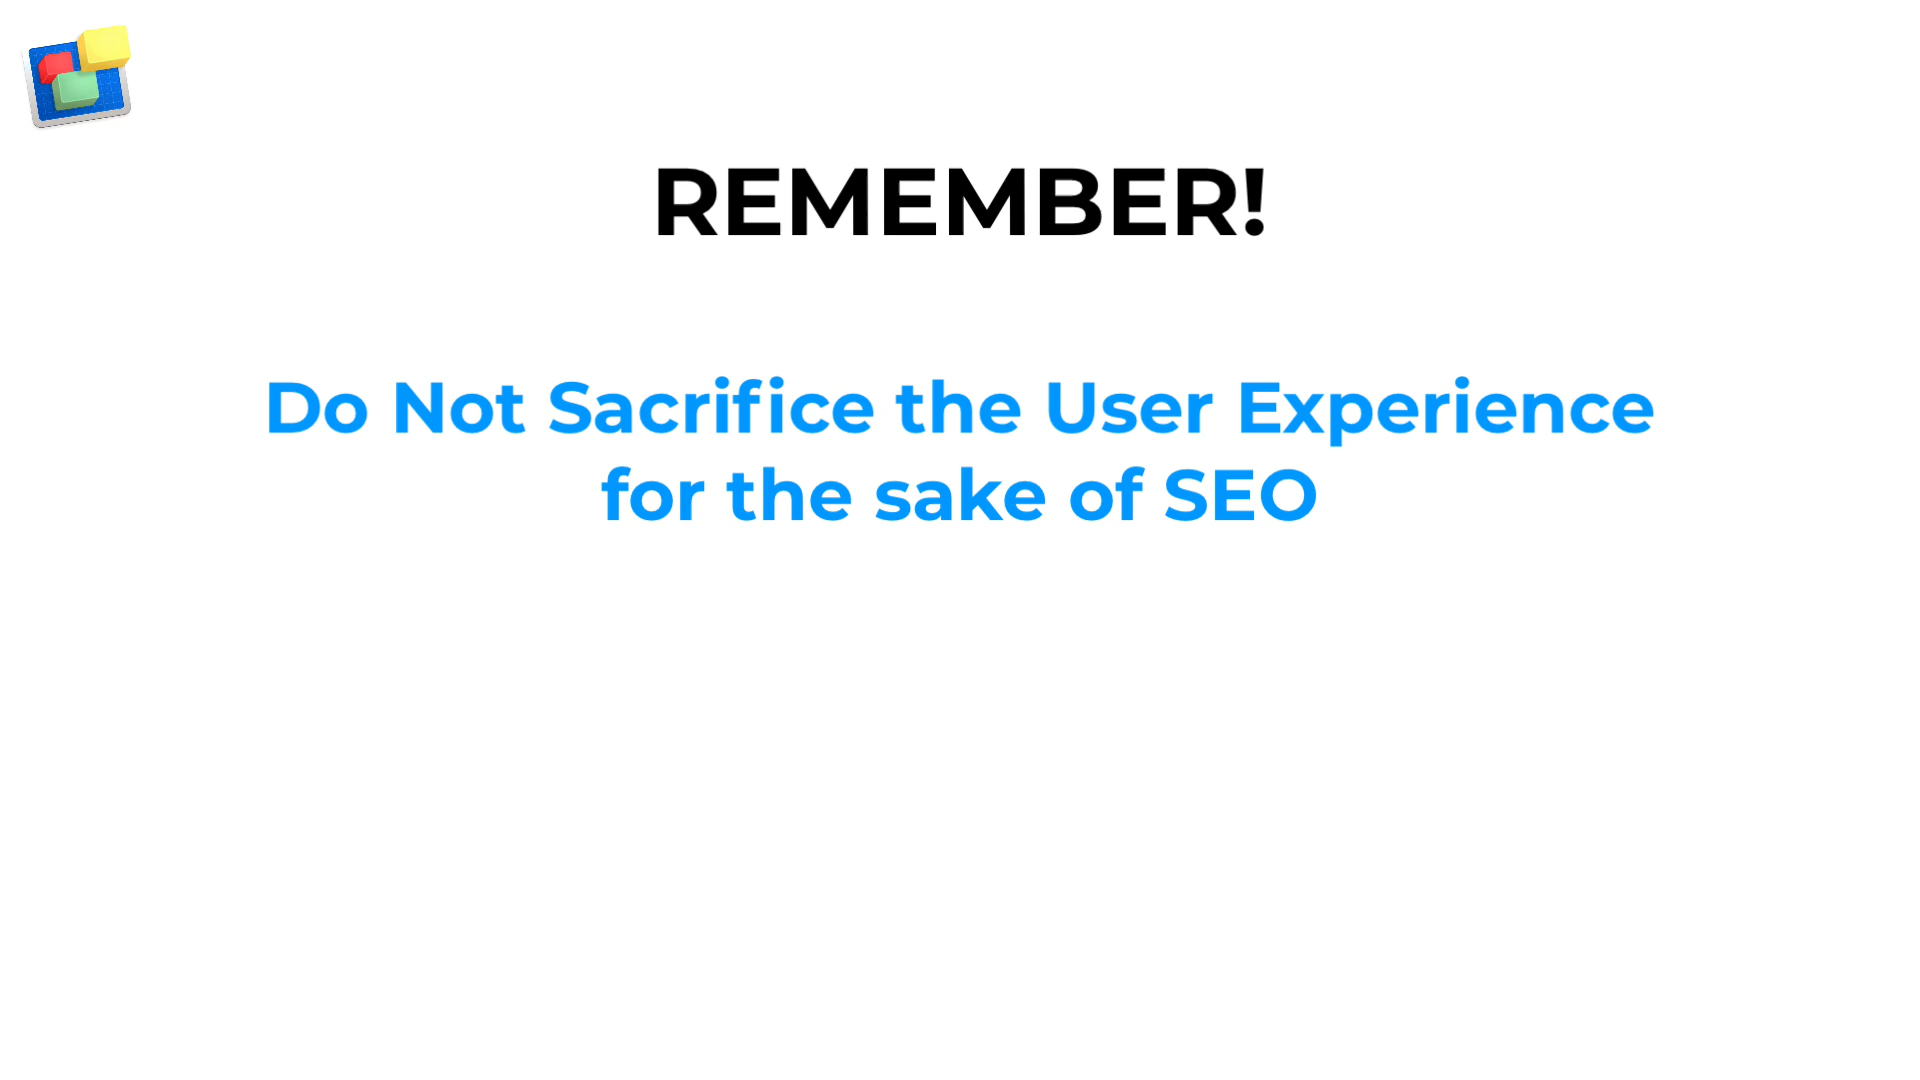 REMEMBER!
Do Not Sacrifice the User Experience
for the sake of SEO